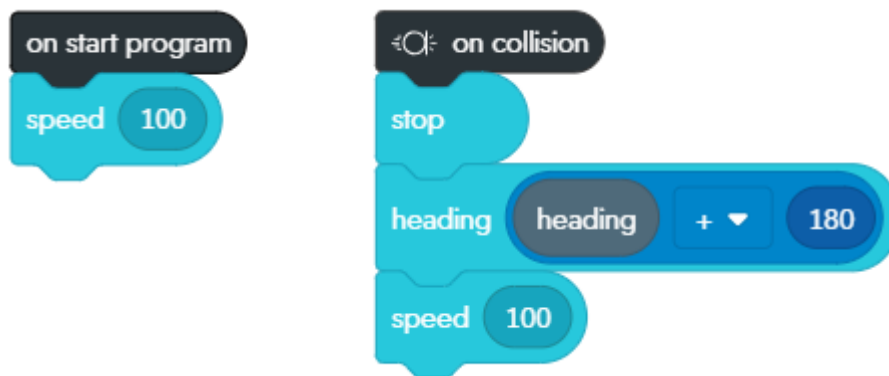 on start program
speed 100
on collision
stop
heading heading + 180
speed 100